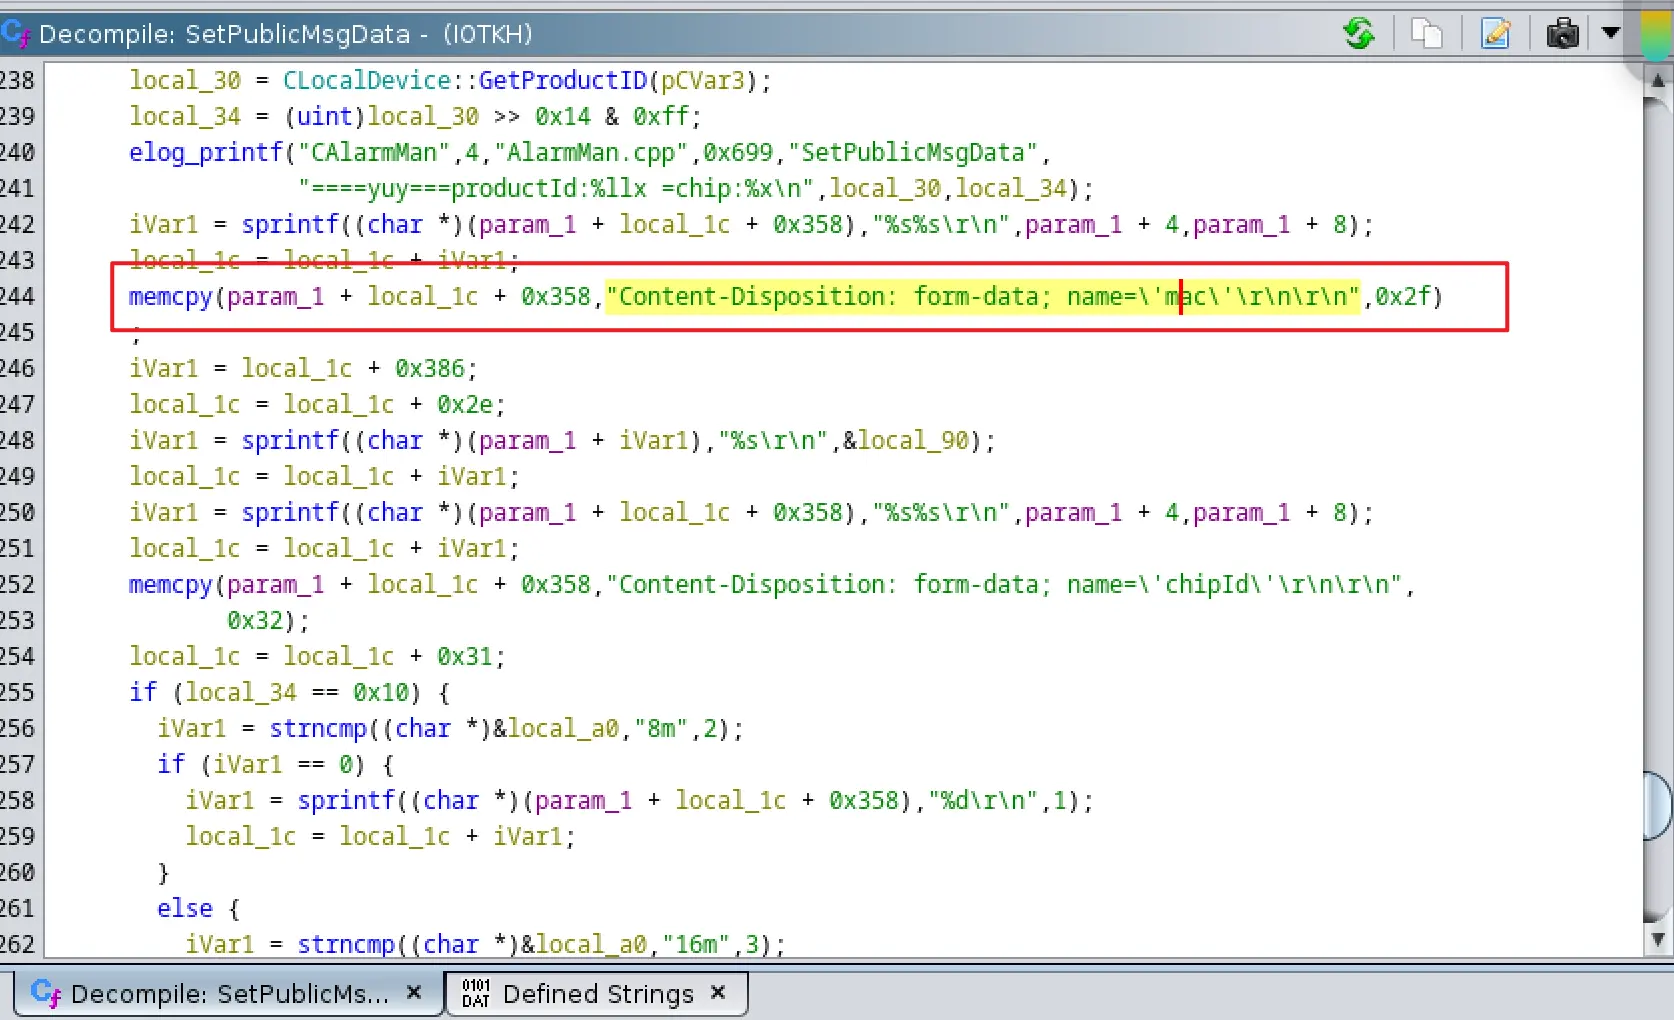 Decompile: SetPublicMsgData - (IOTKH)
238 local_30 = CLocalDevice::GetProductID(pCVar3);
239 local_34 = (uint)local_30 >> 0x14 & 0xff;
240 elog_printf("CAlarmMan",4,"AlarmMan.cpp",0x699,"SetPublicMsgData",
241 "====yuy===productId:%llx =chip:%x\n",local_30,local_34);
242 iVar1 = sprintf((char *)(param_1 + local_1c + 0x358),"%s%s\r\n",param_1 + 4,param_1 + 8);
243 local_1c = local_1c + iVar1;
244 memcpy(param_1 + local_1c + 0x358,"Content-Disposition: form-data; name=\'mac\'\r\n\r\n",0x2f)
245 ;
246 iVar1 = local_1c + 0x386;
247 local_1c = local_1c + 0x2e;
248 iVar1 = sprintf((char *)(param_1 + iVar1),"%s\r\n",&local_90);
249 local_1c = local_1c + iVar1;
250 iVar1 = sprintf((char *)(param_1 + local_1c + 0x358),"%s%s\r\n",param_1 + 4,param_1 + 8);
251 local_1c = local_1c + iVar1;
252 memcpy(param_1 + local_1c + 0x358,"Content-Disposition: form-data; name=\'chipId\'\r\n\r\n",
253 0x32);
254 local_1c = local_1c + 0x31;
255 if (local_34 == 0x10) {
256 iVar1 = strncmp((char *)&local_a0,"8m",2);
257 if (iVar1 == 0) {
258 iVar1 = sprintf((char *)(param_1 + local_1c + 0x358),"%d\r\n",1);
259 local_1c = local_1c + iVar1;
260 }
261 else {
262 iVar1 = strncmp((char *)&local_a0,"16m",3);
Decompile: SetPublicMs... × 0101 DAT Defined Strings ×